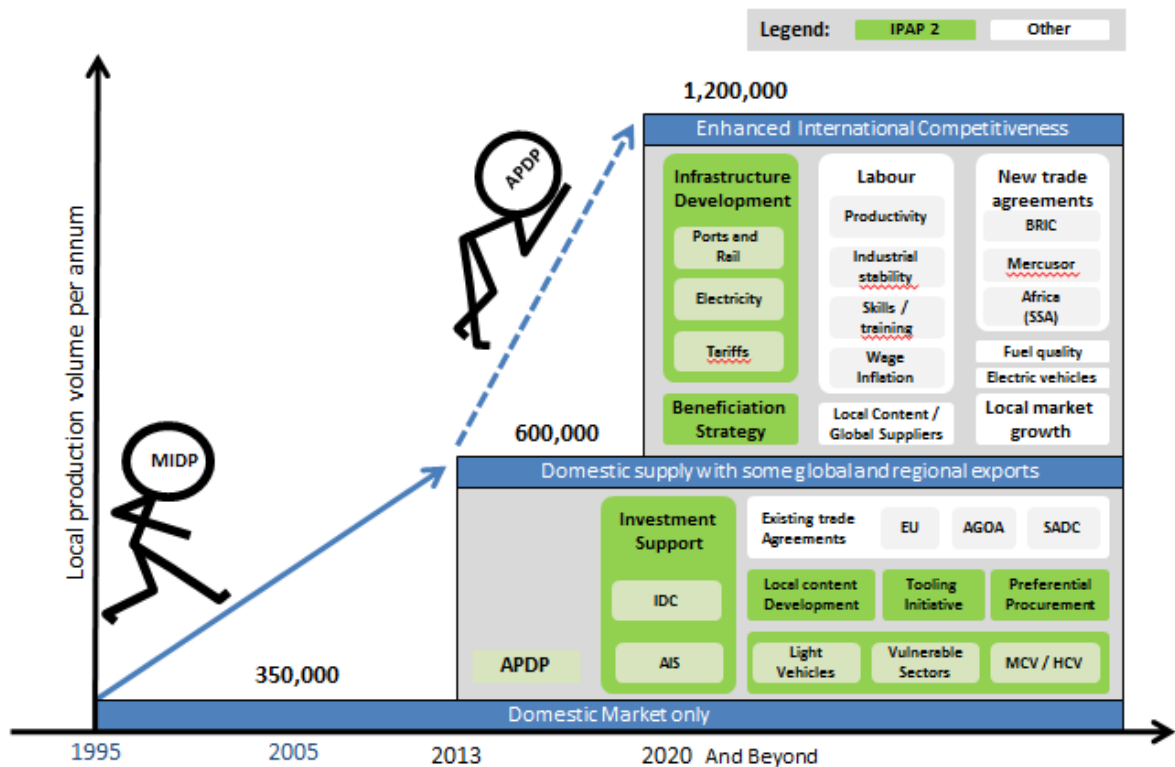 Legend:
IPAP 2
Other
1,200,000
Enhanced International Competitiveness
Infrastructure
Development
Ports and
Rail
Electricity
Tariffs
Beneficiation
Strategy
Labour
Productivity
Industrial
stability
Skills /
training
Wage
Inflation
Local Content /
Global Suppliers
New trade
agreements
BRIC
Mercusor
Africa
(SSA)
Fuel quality
Electric vehicles
Local market
growth
APDP
600,000
Domestic supply with some global and regional exports
Investment
Support
IDC
AIS
Existing trade
Agreements
EU
AGOA
SADC
Local content
Development
Tooling
Initiative
Preferential
Procurement
Light
Vehicles
Vulnerable
Sectors
MCV / HCV
APDP
MIDP
350,000
Domestic Market only
Local production volume per annum
1995
2005
2013
2020 And Beyond